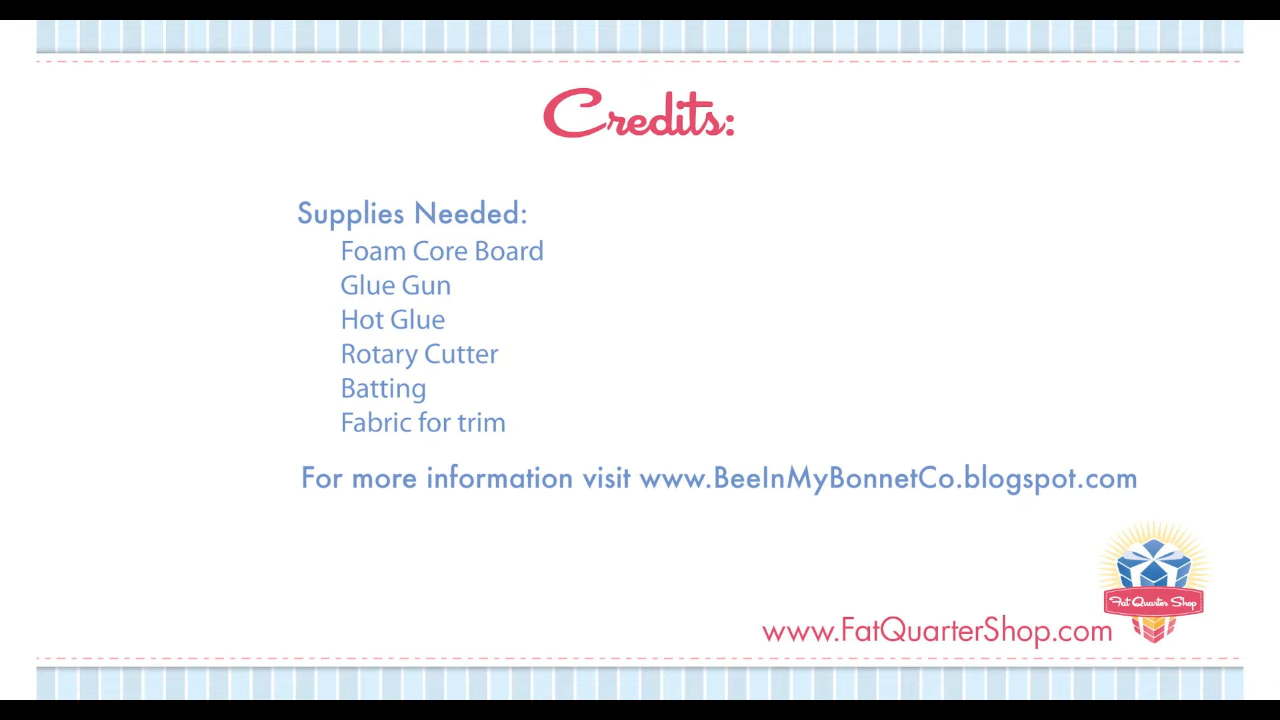 Credits:
Supplies Needed:
Foam Core Board
Glue Gun
Hot Glue
Rotary Cutter
Batting
Fabric for trim
For more information visit www.BeeInMyBonnetCo.blogspot.com
Fat Quarter Shop
www.FatQuarterShop.com